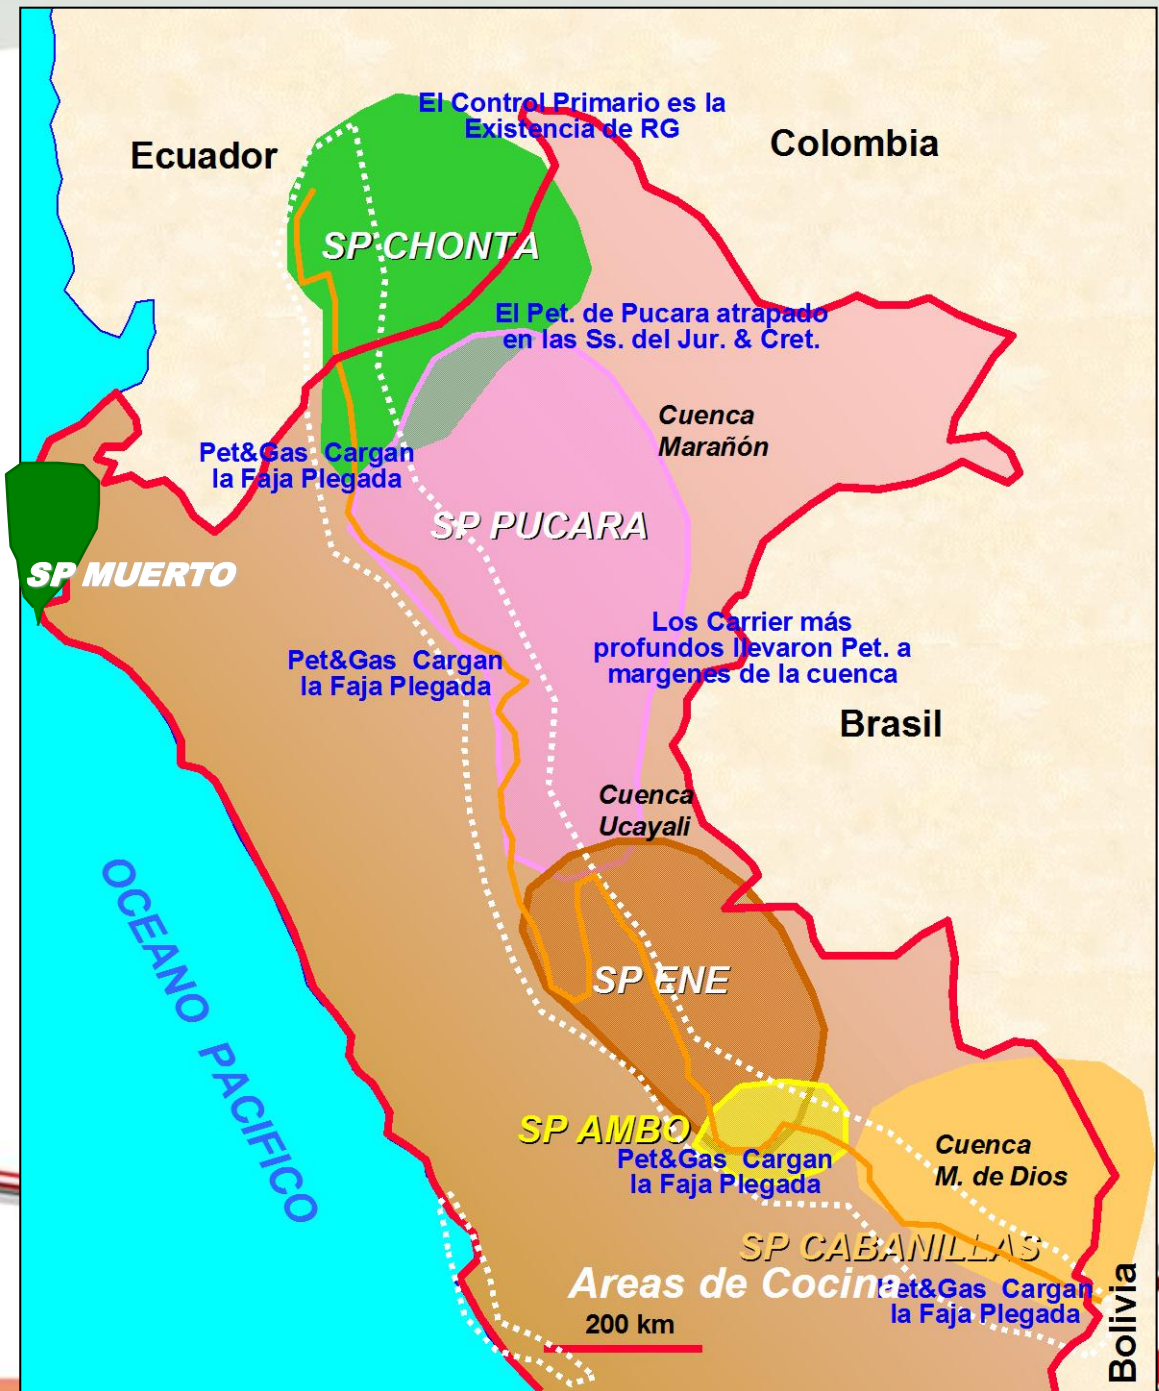 El Control Primario es la
Existencia de RG
Ecuador
Colombia
SP CHONTA
El Pet. de Pucara atrapado
en las Ss. del Jur. & Cret.
Cuenca
Marañón
Pet&Gas Cargan
la Faja Plegada
SP PUCARA
SP MUERTO
Los Carrier más
profundos llevaron Pet. a
margenes de la cuenca
Pet&Gas Cargan
la Faja Plegada
Brasil
Cuenca
Ucayali
OCEANO PACIFICO
SP ENE
SP AMBO
Pet&Gas Cargan
la Faja Plegada
Cuenca
M. de Dios
SP CABANILLAS
Areas de Cocina
Pet&Gas Cargan
la Faja Plegada
200 km
Bolivia